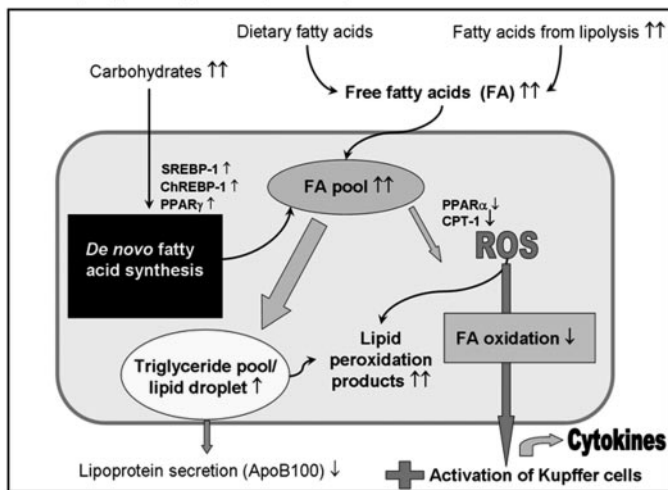 Dietary fatty acids
Fatty acids from lipolysis ↑↑
Carbohydrates ↑↑
Free fatty acids (FA) ↑↑
SREBP-1 ↑
ChREBP-1 ↑
PPARγ ↑
FA pool ↑↑
PPARα ↓
CPT-1 ↓
ROS
De novo fatty
acid synthesis
Lipid
peroxidation
products ↑↑
FA oxidation ↓
Triglyceride pool/
lipid droplet ↑
Cytokines
Lipoprotein secretion (ApoB100) ↓
Activation of Kupffer cells